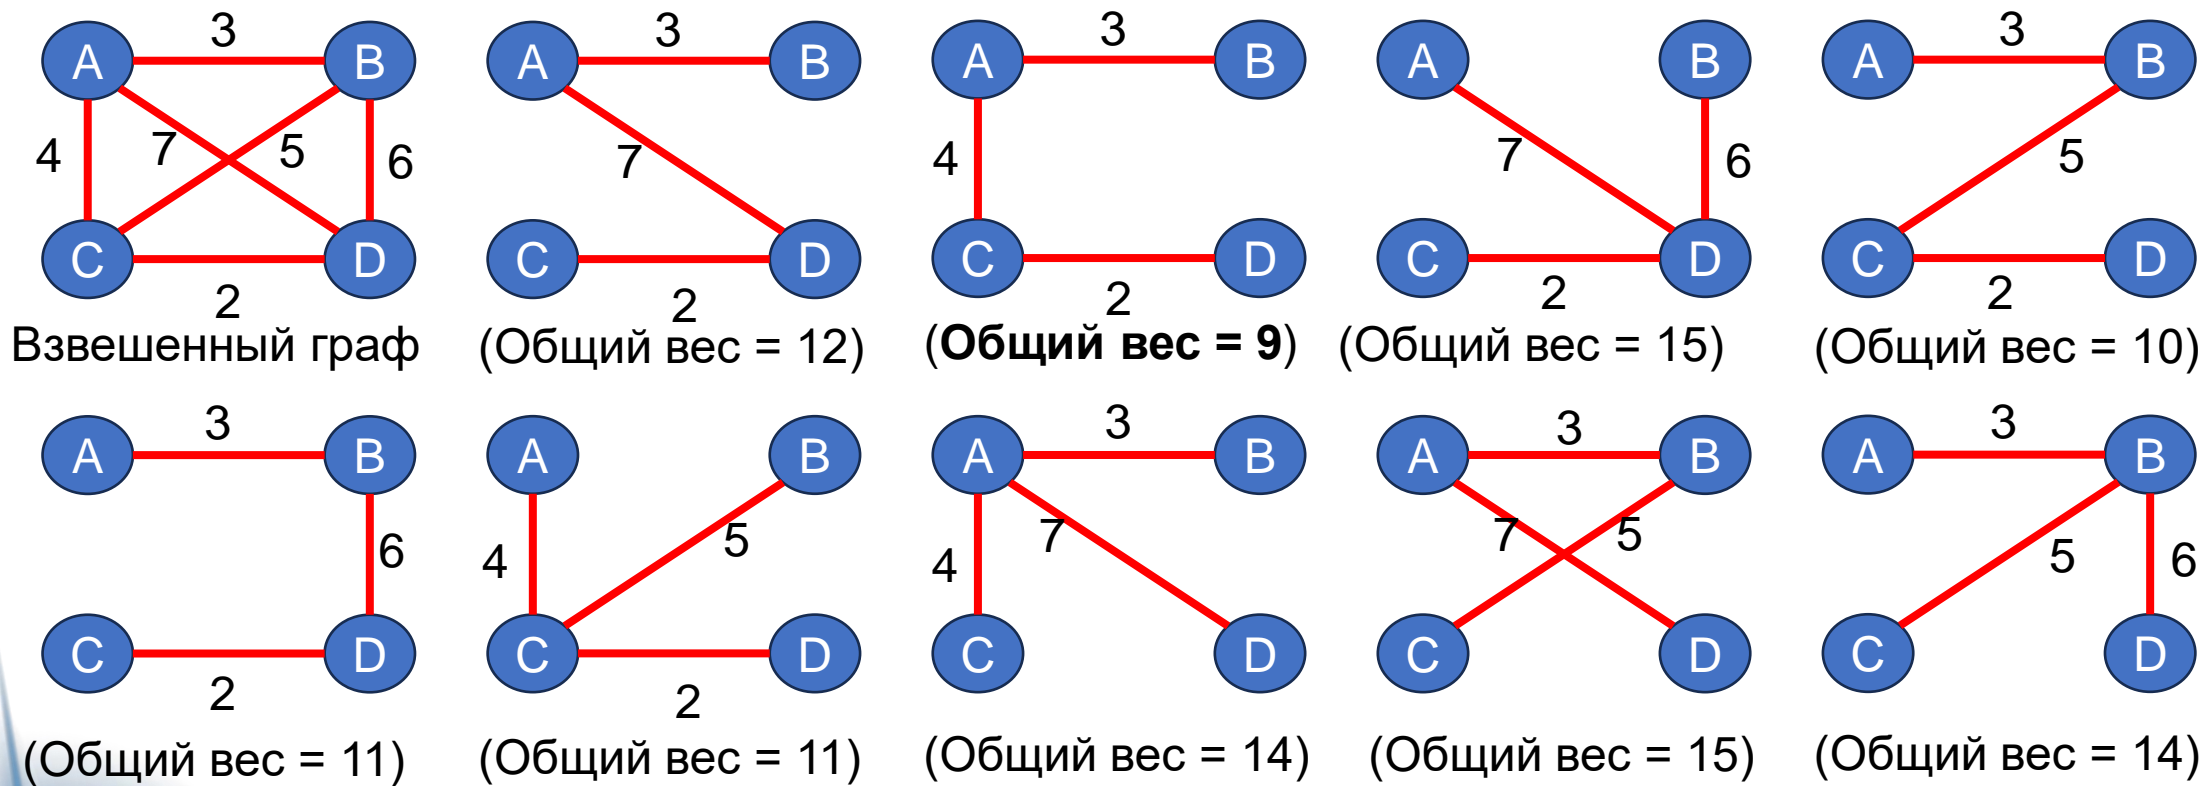 3 3 3 3
A B A B A B A B A B
4 7 5 6 7 4 7 6 5
C D C D C D C D C D
2 2 2 2 2
Взвешенный граф (Общий вес = 12) (Общий вес = 9) (Общий вес = 15) (Общий вес = 10)
3 3 3 3
A B A B A B A B A B
6 4 5 4 7 7 5 5 6
C D C D C D C D C D
2 2
(Общий вес = 11) (Общий вес = 11) (Общий вес = 14) (Общий вес = 15) (Общий вес = 14)